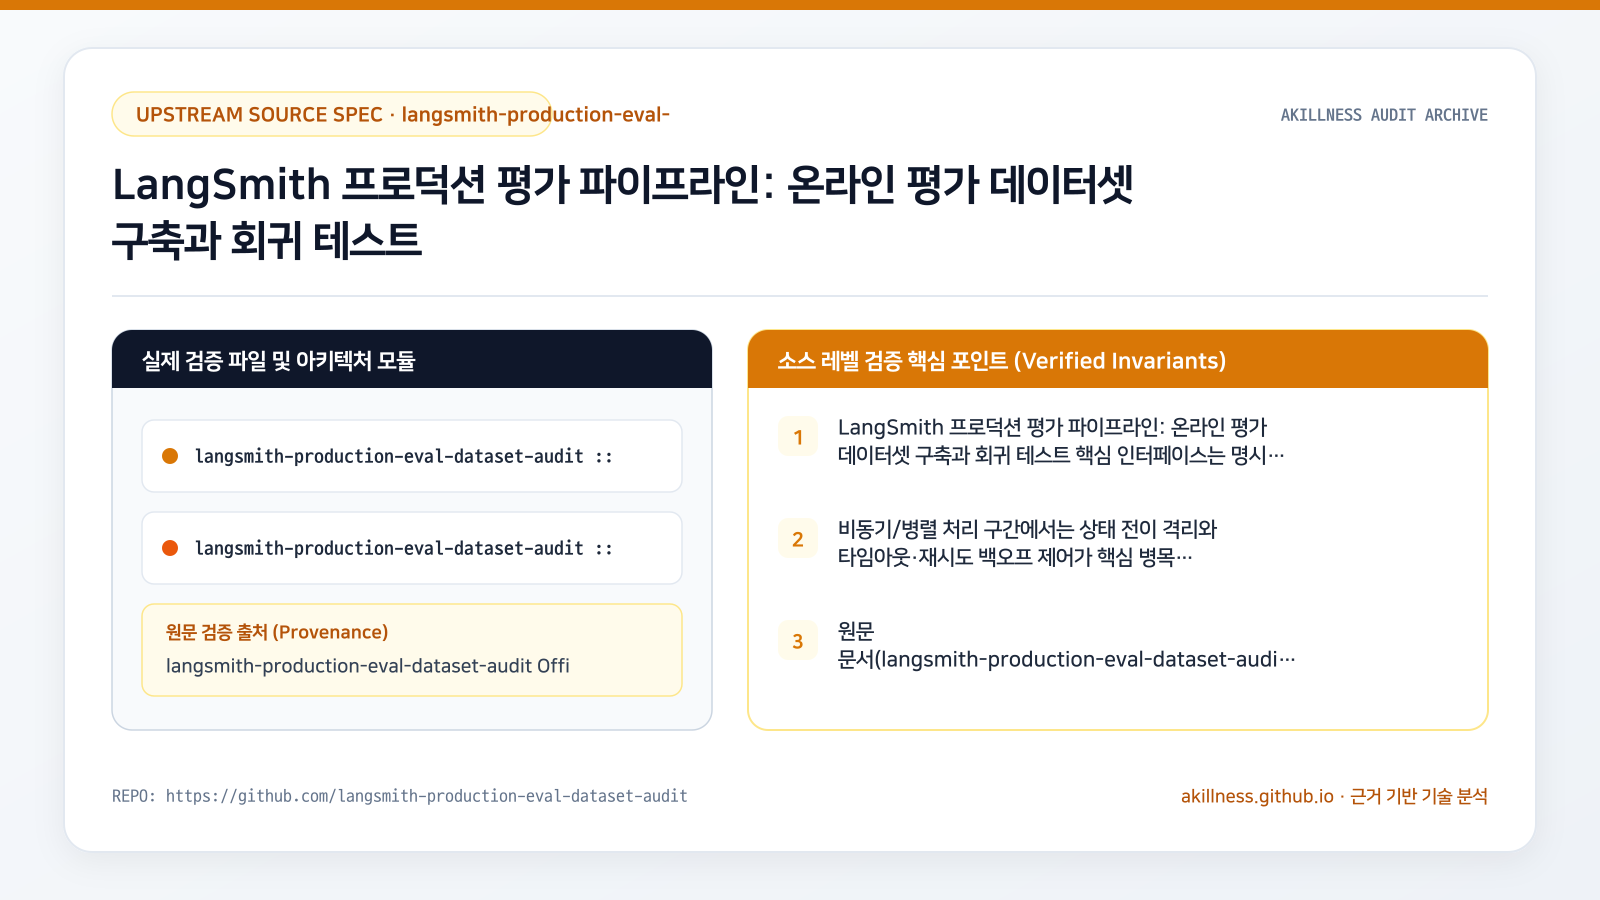 UPSTREAM SOURCE SPEC · langsmith-production-eval-
AKILLNESS AUDIT ARCHIVE
LangSmith 프로덕션 평가 파이프라인: 온라인 평가 데이터셋
구축과 회귀 테스트
실제 검증 파일 및 아키텍처 모듈
langsmith-production-eval-dataset-audit ::
langsmith-production-eval-dataset-audit ::
원문 검증 출처 (Provenance)
langsmith-production-eval-dataset-audit Offi
소스 레벨 검증 핵심 포인트 (Verified Invariants)
1
LangSmith 프로덕션 평가 파이프라인: 온라인 평가
데이터셋 구축과 회귀 테스트 핵심 인터페이스는 명시…
2
비동기/병렬 처리 구간에서는 상태 전이 격리와
타임아웃·재시도 백오프 제어가 핵심 병목…
3
원문
문서(langsmith-production-eval-dataset-audi…
REPO: https://github.com/langsmith-production-eval-dataset-audit
akillness.github.io · 근거 기반 기술 분석